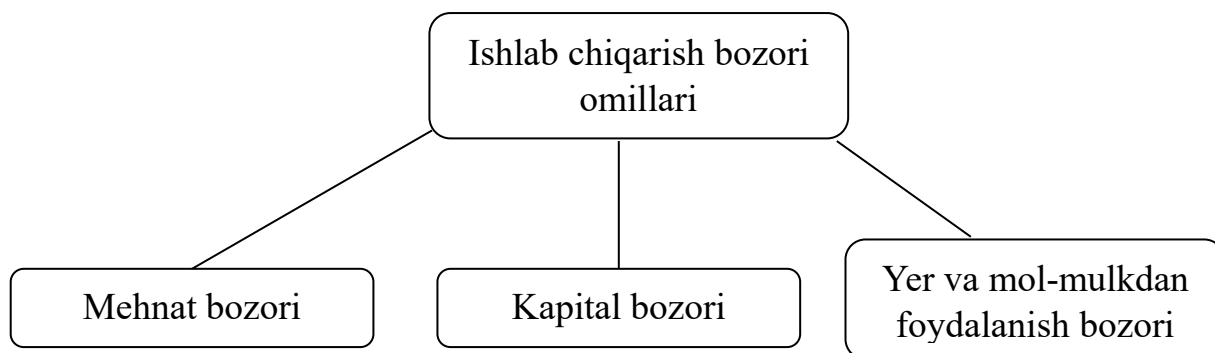 Ishlab chiqarish bozori
omillari
Mehnat bozori
Kapital bozori
Yer va mol-mulkdan
foydalanish bozori